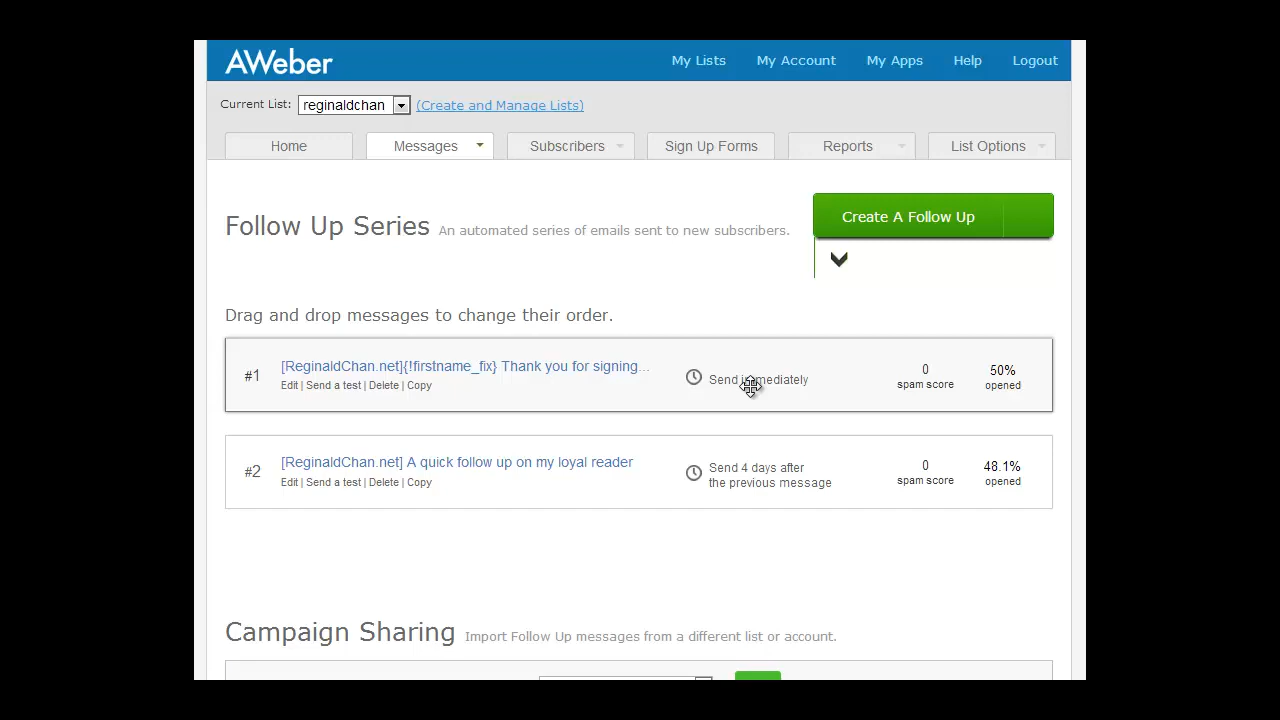 AWeber
My Lists My Account My Apps Help Logout
Current List: reginaldchan (Create and Manage Lists)
Home Messages Subscribers Sign Up Forms Reports List Options
Follow Up Series An automated series of emails sent to new subscribers.
Create A Follow Up
Drag and drop messages to change their order.
#1 [ReginaldChan.net]{!firstname_fix} Thank you for signing...
Edit | Send a test | Delete | Copy
Send immediately
0
spam score
50%
opened
#2 [ReginaldChan.net] A quick follow up on my loyal reader
Edit | Send a test | Delete | Copy
Send 4 days after
the previous message
0
spam score
48.1%
opened
Campaign Sharing Import Follow Up messages from a different list or account.